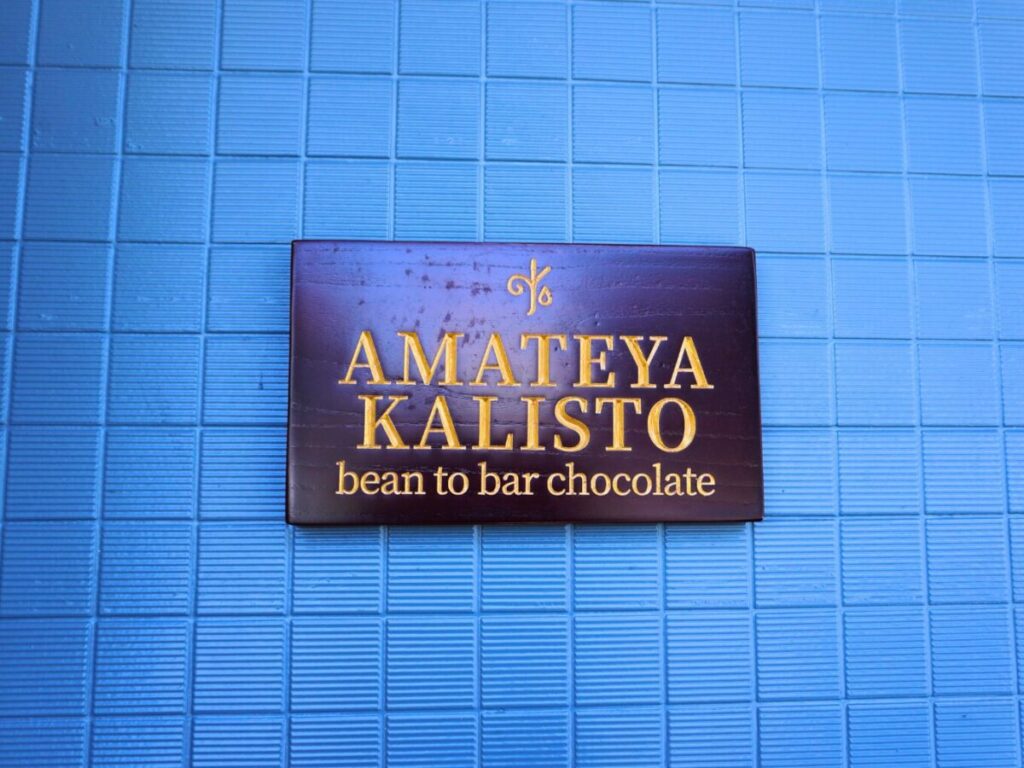 AMATEYA
KALISTO
bean to bar chocolate